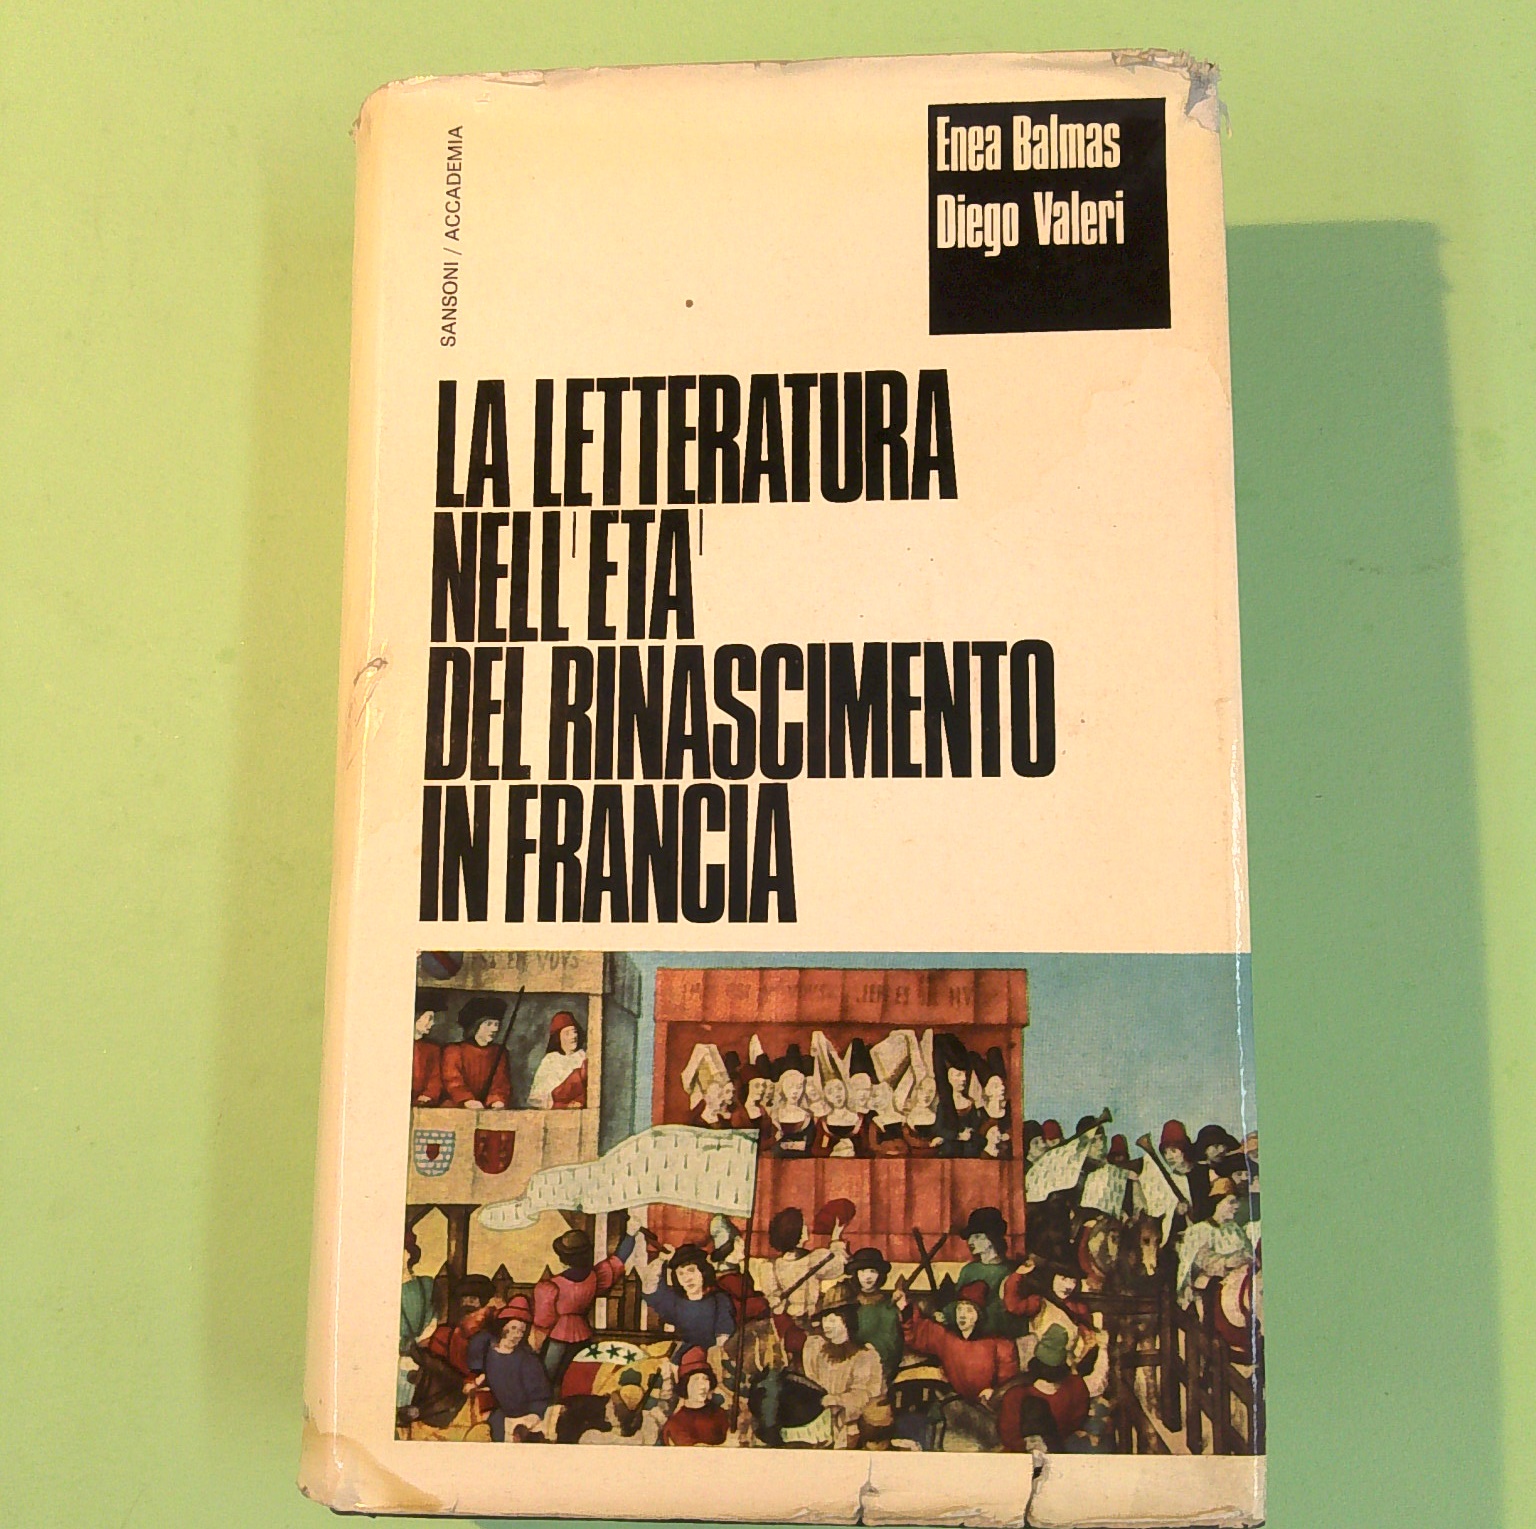 SANSONI / ACCADEMIA
Enea Balmas
Diego Valeri
LA LETTERATURA
NELL'ETA'
DEL RINASCIMENTO
IN FRANCIA